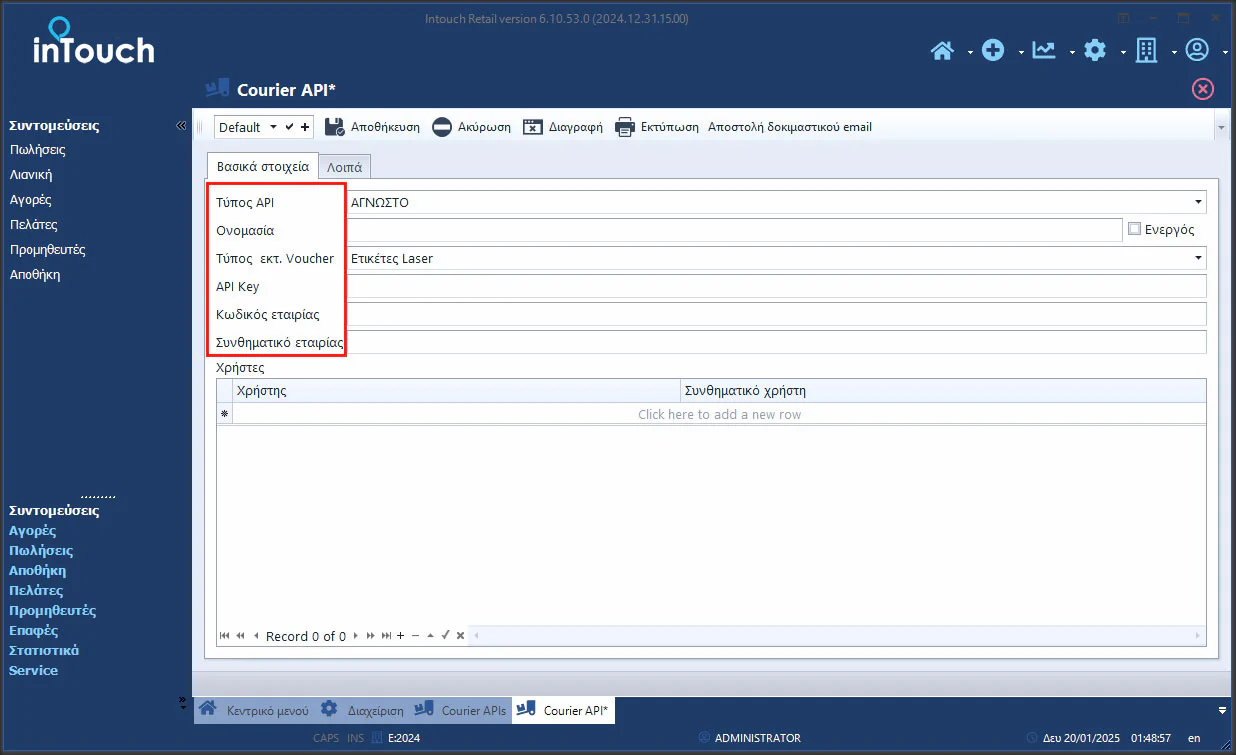 Intouch Retail version 6.10.53.0 (2024.12.31.15.00)
inTouch
Courier API*
Συντομεύσεις
Πωλήσεις
Λιανική
Αγορές
Πελάτες
Προμηθευτές
Αποθήκη
Default
Αποθήκευση
Ακύρωση
Διαγραφή
Εκτύπωση
Αποστολή δοκιμαστικού email
Βασικά στοιχεία
Λοιπά
Τύπος API
ΑΓΝΩΣΤΟ
Ονομασία
Ενεργός
Τύπος εκτ. Voucher
Ετικέτες Laser
API Key
Κωδικός εταιρίας
Συνθηματικό εταιρίας
Χρήστες
Χρήστης
Συνθηματικό χρήστη
Click here to add a new row
Record 0 of 0
Συντομεύσεις
Αγορές
Πωλήσεις
Αποθήκη
Πελάτες
Προμηθευτές
Επαφές
Στατιστικά
Service
Κεντρικό μενού
Διαχείριση
Courier APIs
Courier API*
CAPS
INS
E:2024
ADMINISTRATOR
Δευ 20/01/2025
01:48:57
en